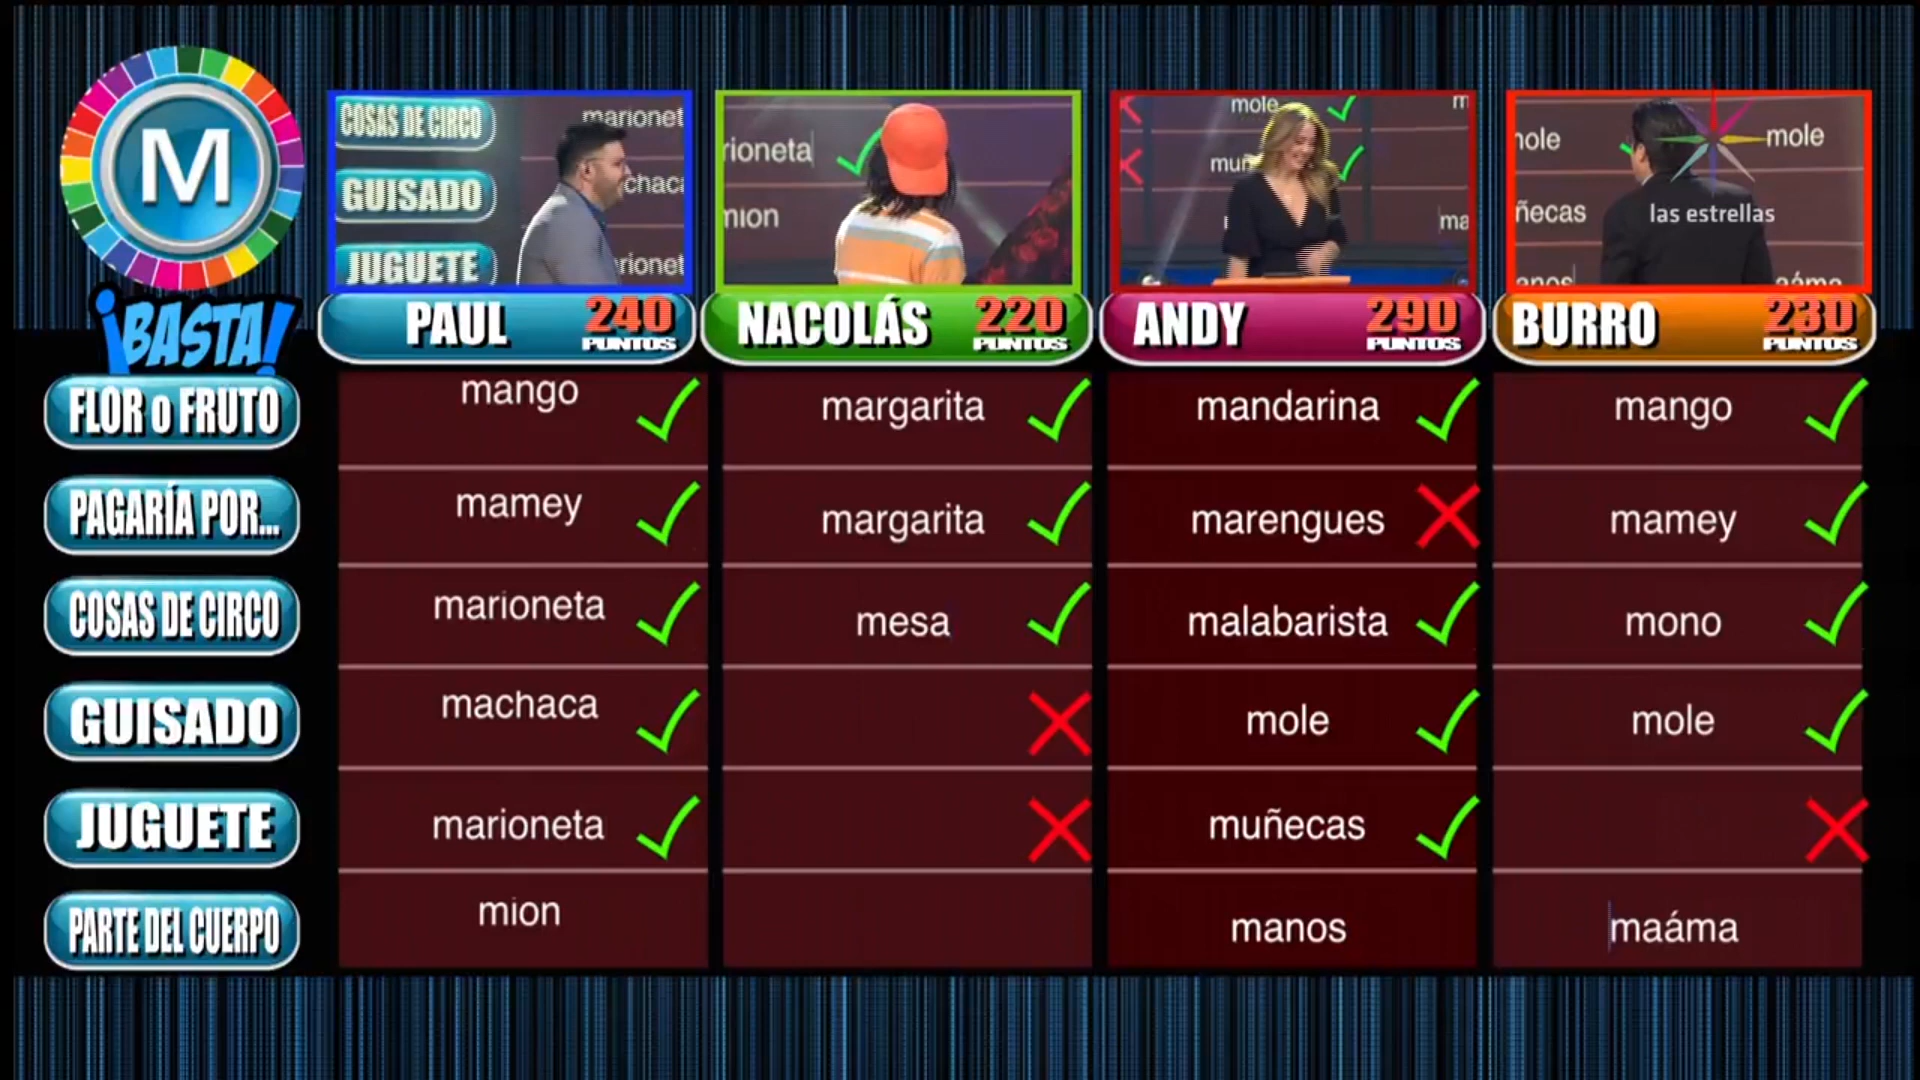 M
¡BASTA!
COSAS DE CIRCO
GUISADO
JUGUETE
marionet
chaca
rionet
rioneta
mion
mole
muñ
ma
mole
mole
ñecas
las estrellas
PAUL 240 PUNTOS
NACOLÁS 220 PUNTOS
ANDY 290 PUNTOS
BURRO 230 PUNTOS
FLOR o FRUTO mango margarita mandarina mango
PAGARÍA POR... mamey margarita marengues mamey
COSAS DE CIRCO marioneta mesa malabarista mono
GUISADO machaca mole mole
JUGUETE marioneta muñecas
PARTE DEL CUERPO mion manos maáma